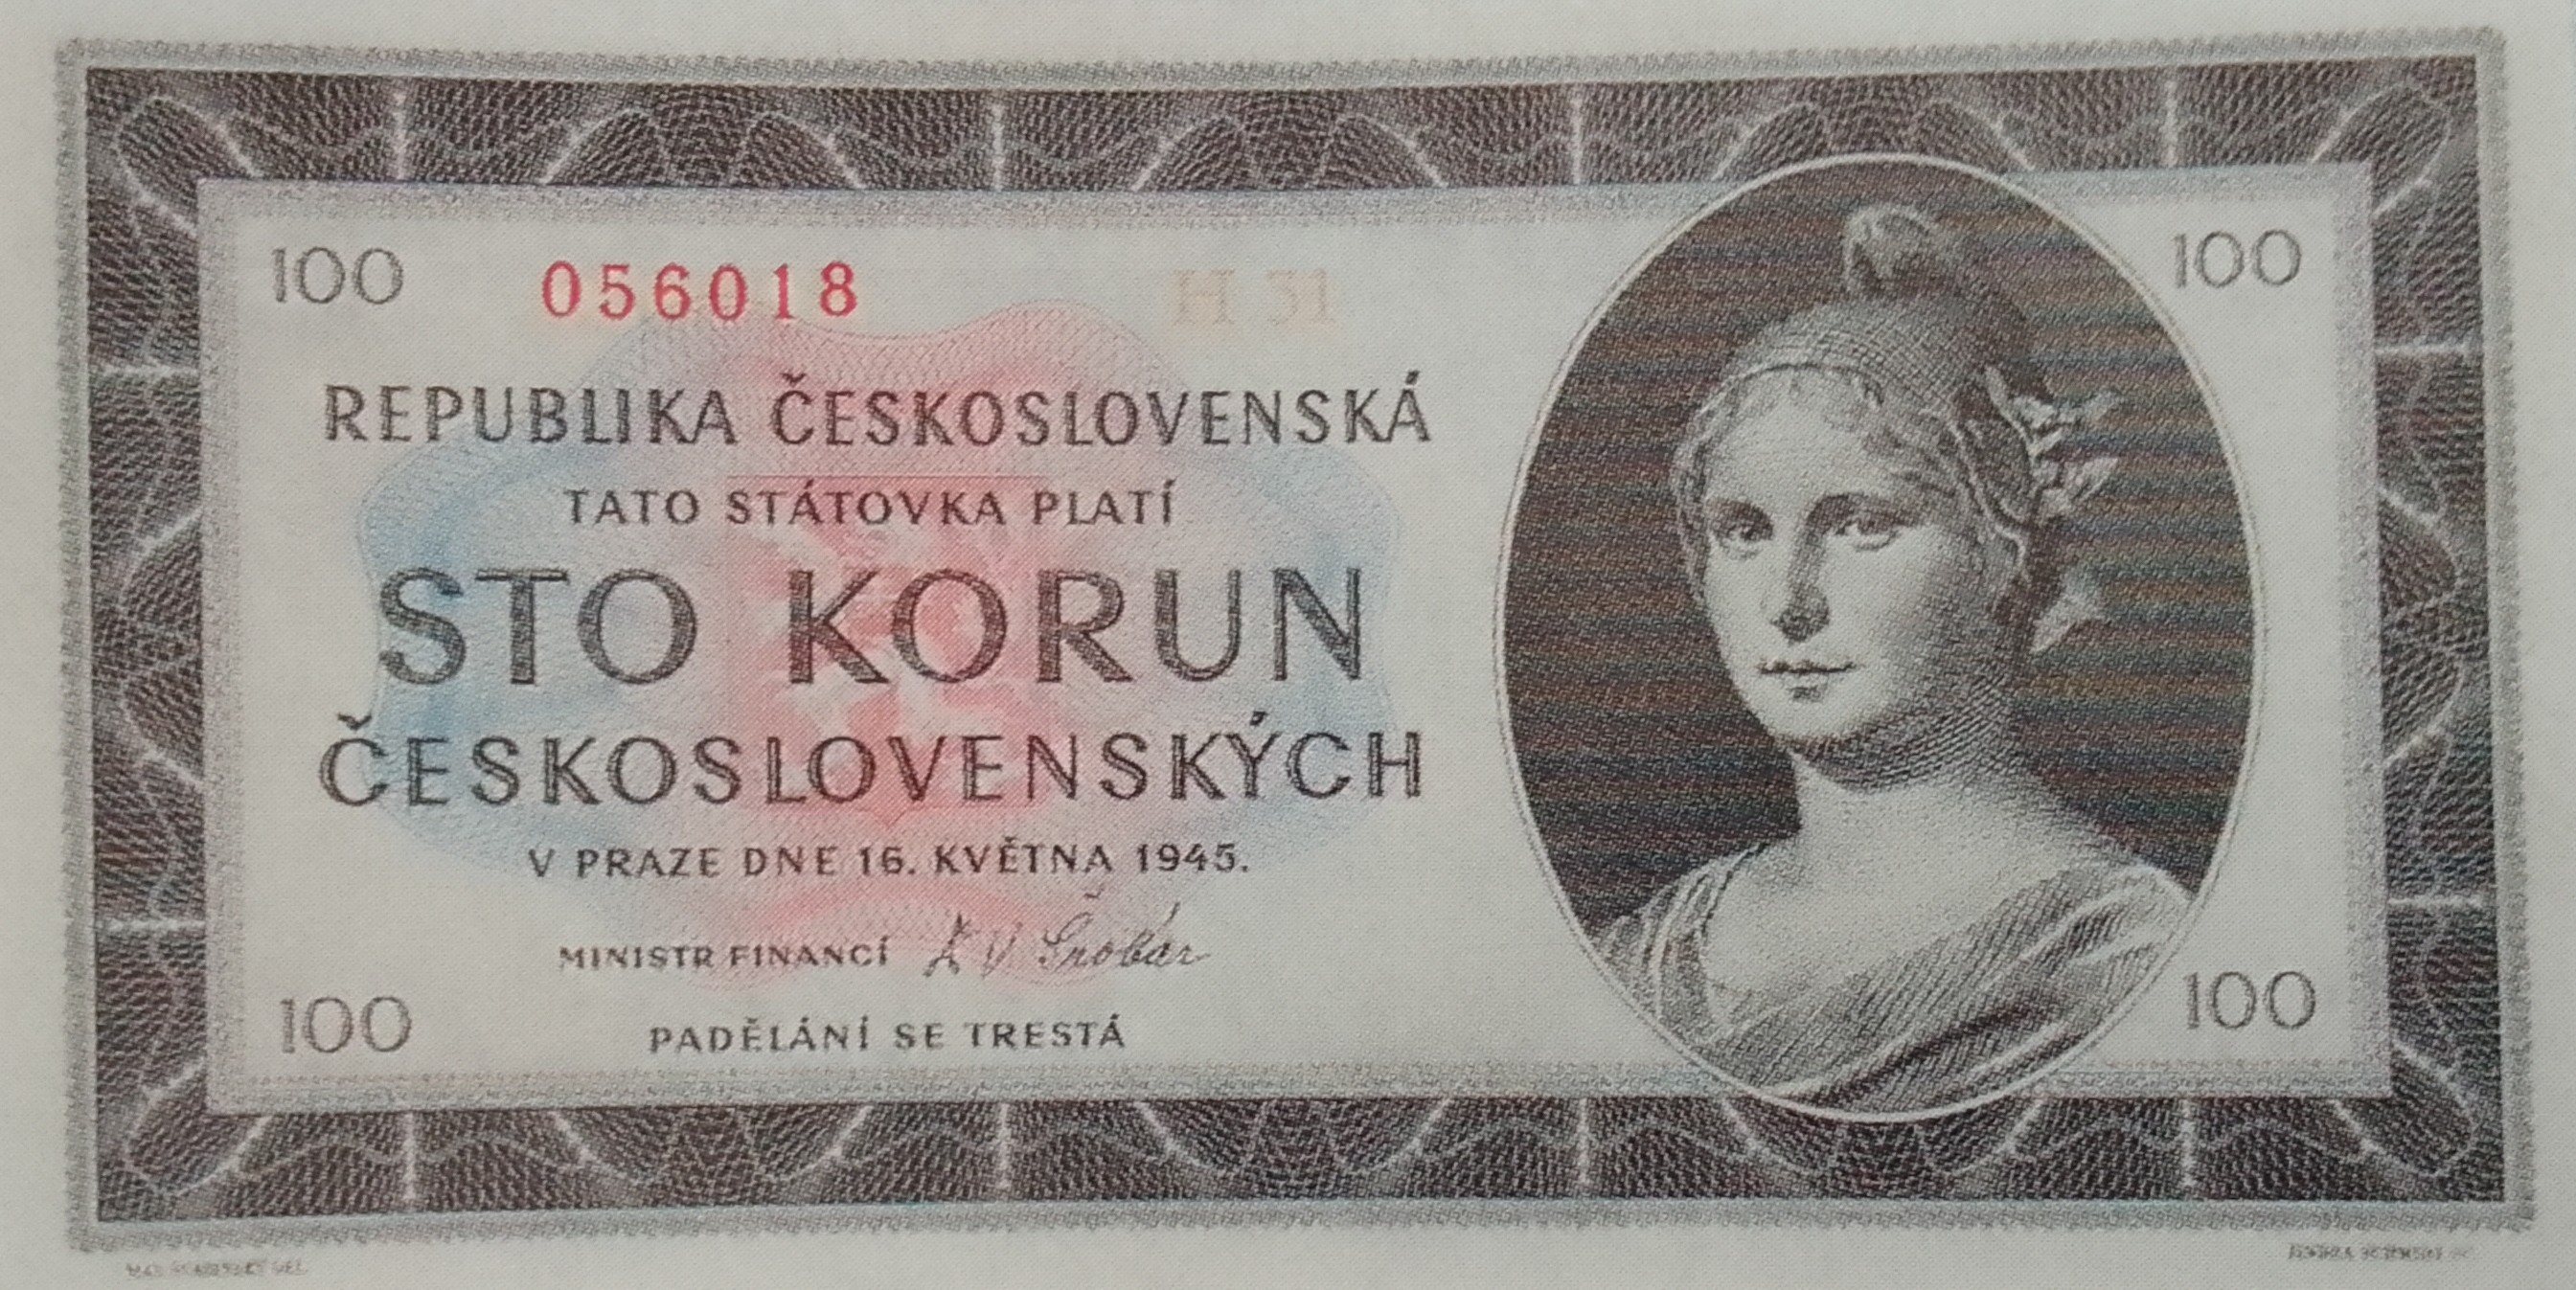 100 056018 H 31 100
REPUBLIKA ČESKOSLOVENSKÁ
TATO STÁTOVKA PLATÍ
STO KORUN
ČESKOSLOVENSKÝCH
V PRAZE DNE 16. KVĚTNA 1945.
MINISTR FINANCÍ
100 PADĚLÁNÍ SE TRESTÁ 100